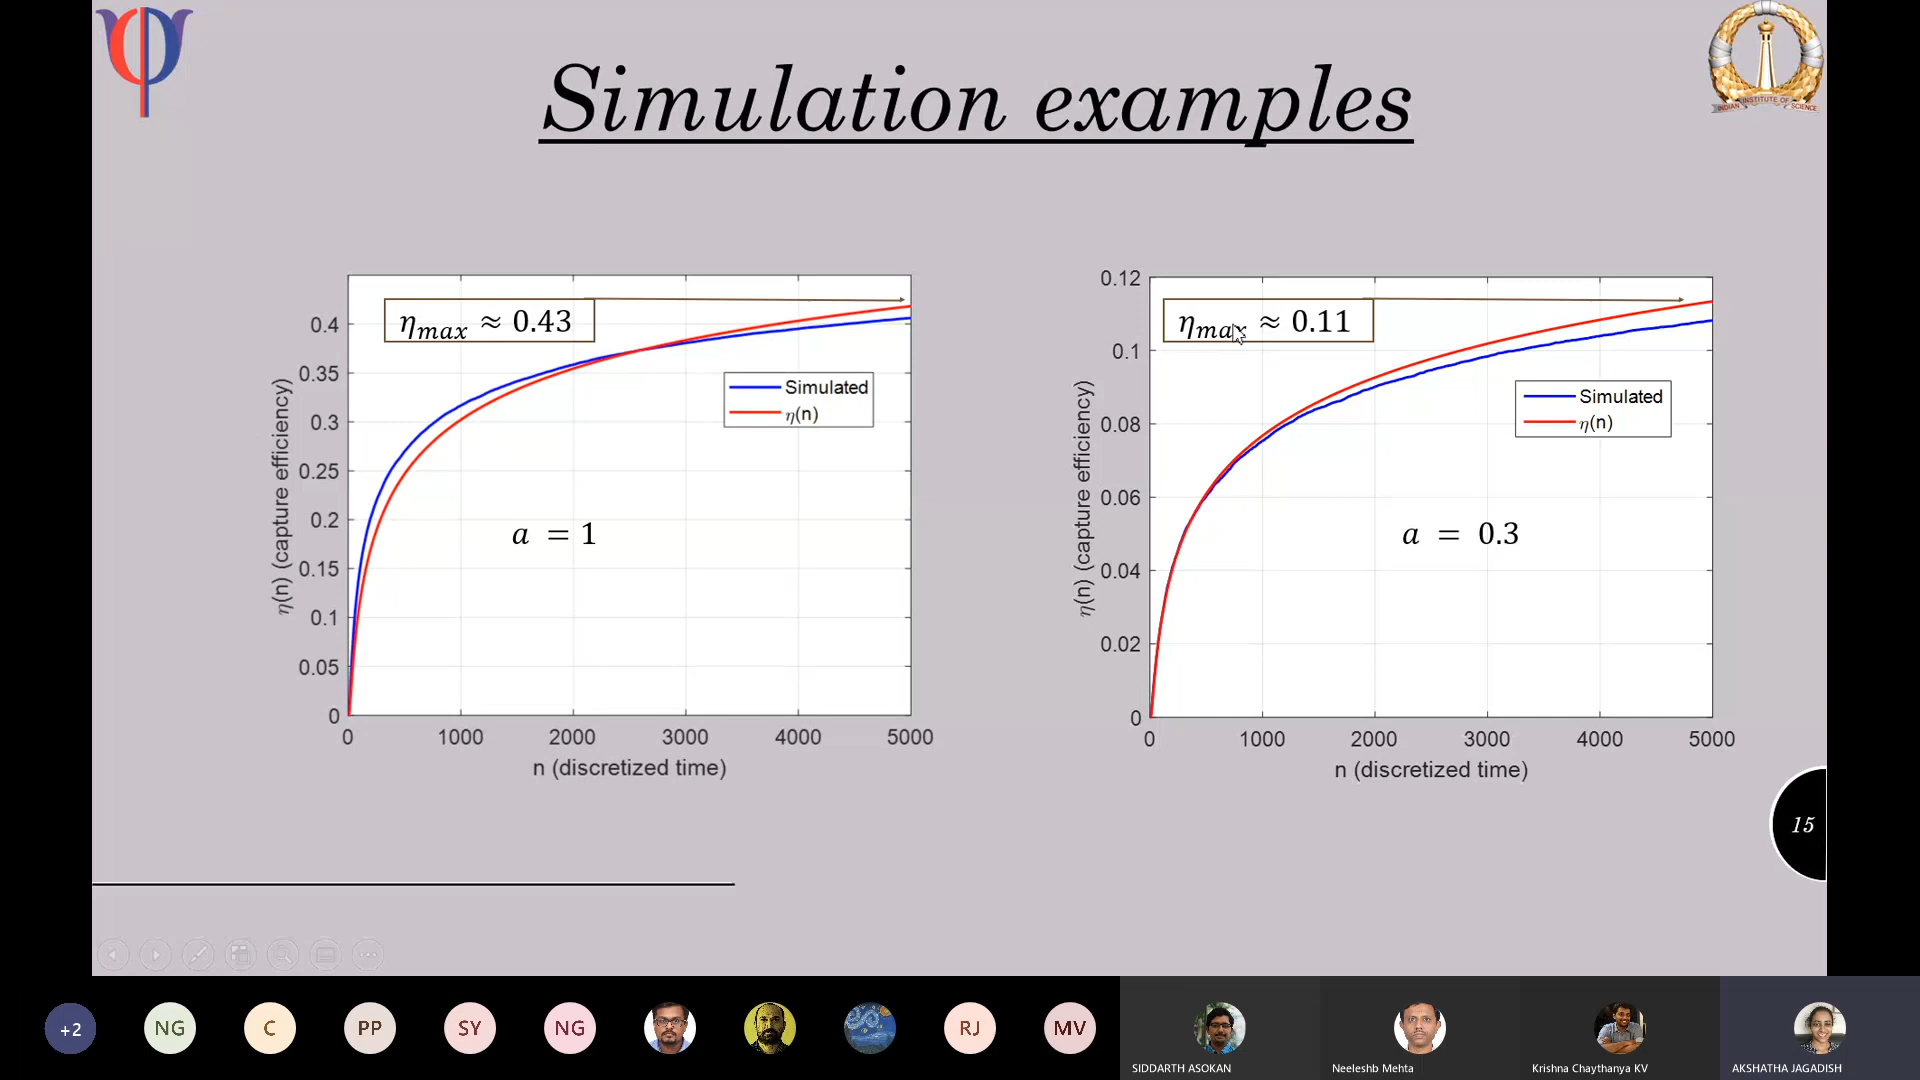 Simulation examples
INDIAN INSTITUTE OF SCIENCE
η_max ≈ 0.43
Simulated
η(n)
a = 1
0.4
0.35
0.3
0.25
0.2
0.15
0.1
0.05
0
0 1000 2000 3000 4000 5000
n (discretized time)
η(n) (capture efficiency)
η_max ≈ 0.11
Simulated
η(n)
a = 0.3
0.12
0.1
0.08
0.06
0.04
0.02
0
0 1000 2000 3000 4000 5000
n (discretized time)
η(n) (capture efficiency)
15
+2 NG C PP SY NG RJ MV
SIDDARTH ASOKAN
Neeleshb Mehta
Krishna Chaythanya KV
AKSHATHA JAGADISH